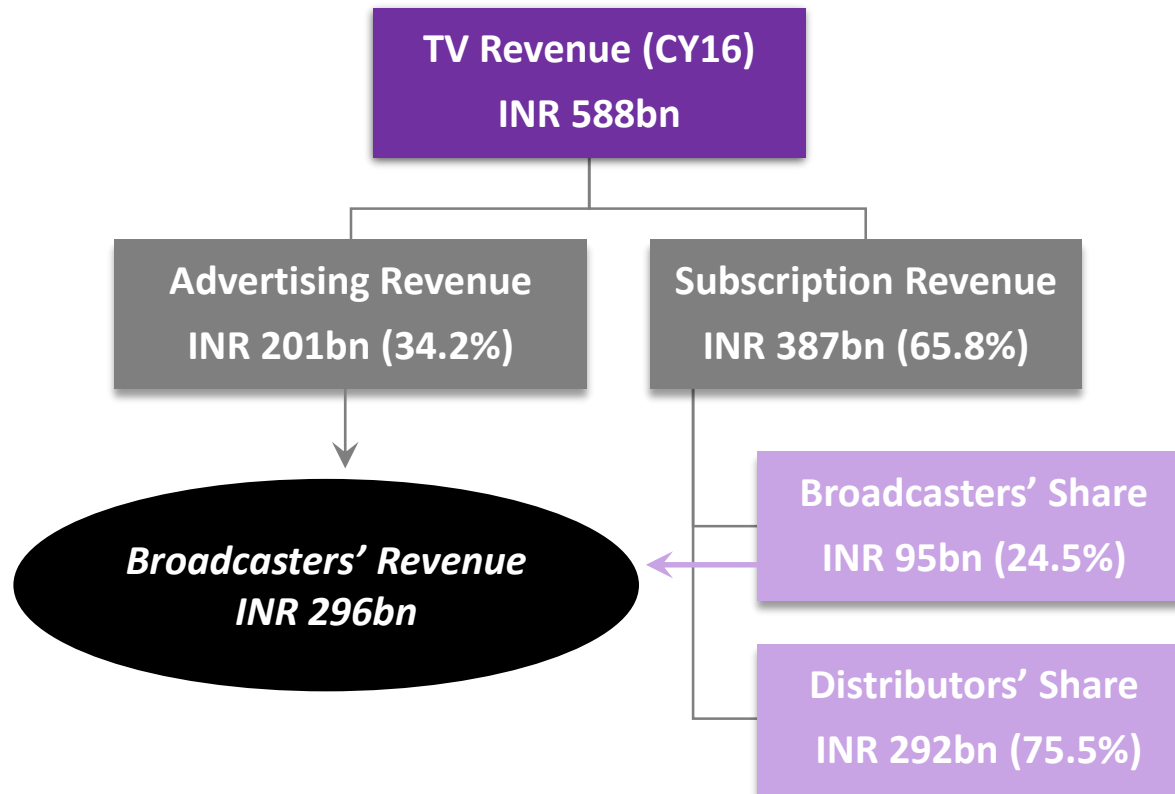 TV Revenue (CY16)
INR 588bn
Advertising Revenue
INR 201bn (34.2%)
Subscription Revenue
INR 387bn (65.8%)
Broadcasters’ Share
INR 95bn (24.5%)
Broadcasters’ Revenue
INR 296bn
Distributors’ Share
INR 292bn (75.5%)